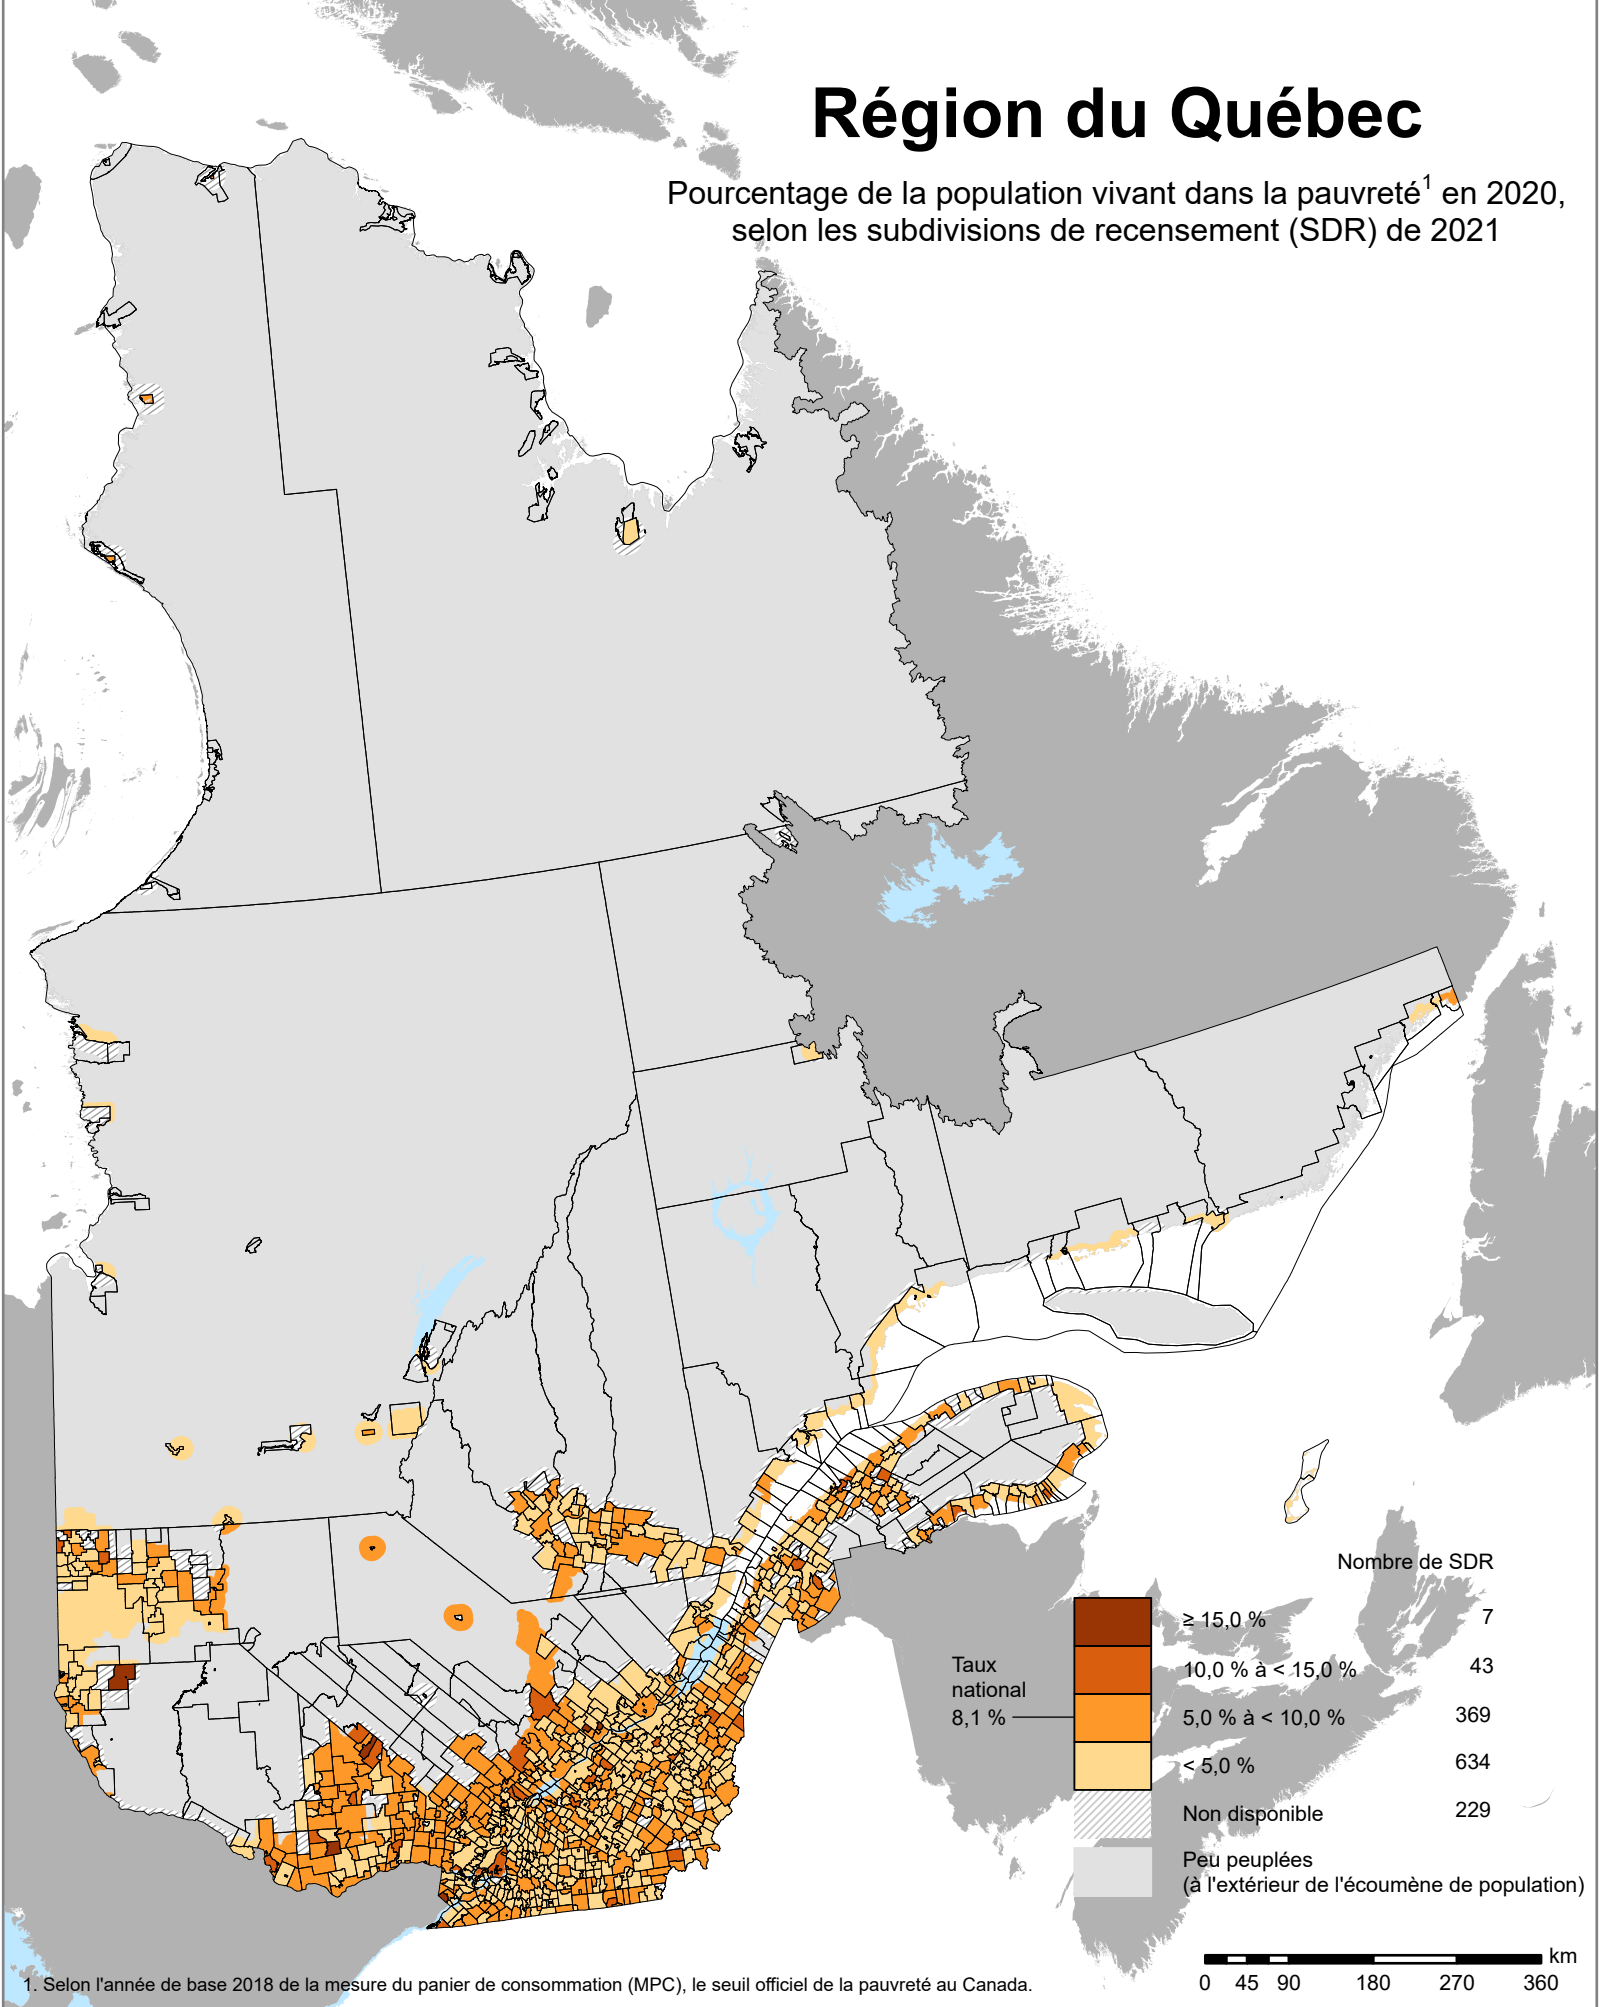 Région du Québec
Pourcentage de la population vivant dans la pauvreté¹ en 2020,
selon les subdivisions de recensement (SDR) de 2021
Nombre de SDR
≥ 15,0 % 7
10,0 % à < 15,0 % 43
Taux
national
8,1 %
5,0 % à < 10,0 % 369
< 5,0 % 634
Non disponible 229
Peu peuplées
(à l'extérieur de l'écoumène de population)
km
0 45 90 180 270 360
1. Selon l'année de base 2018 de la mesure du panier de consommation (MPC), le seuil officiel de la pauvreté au Canada.